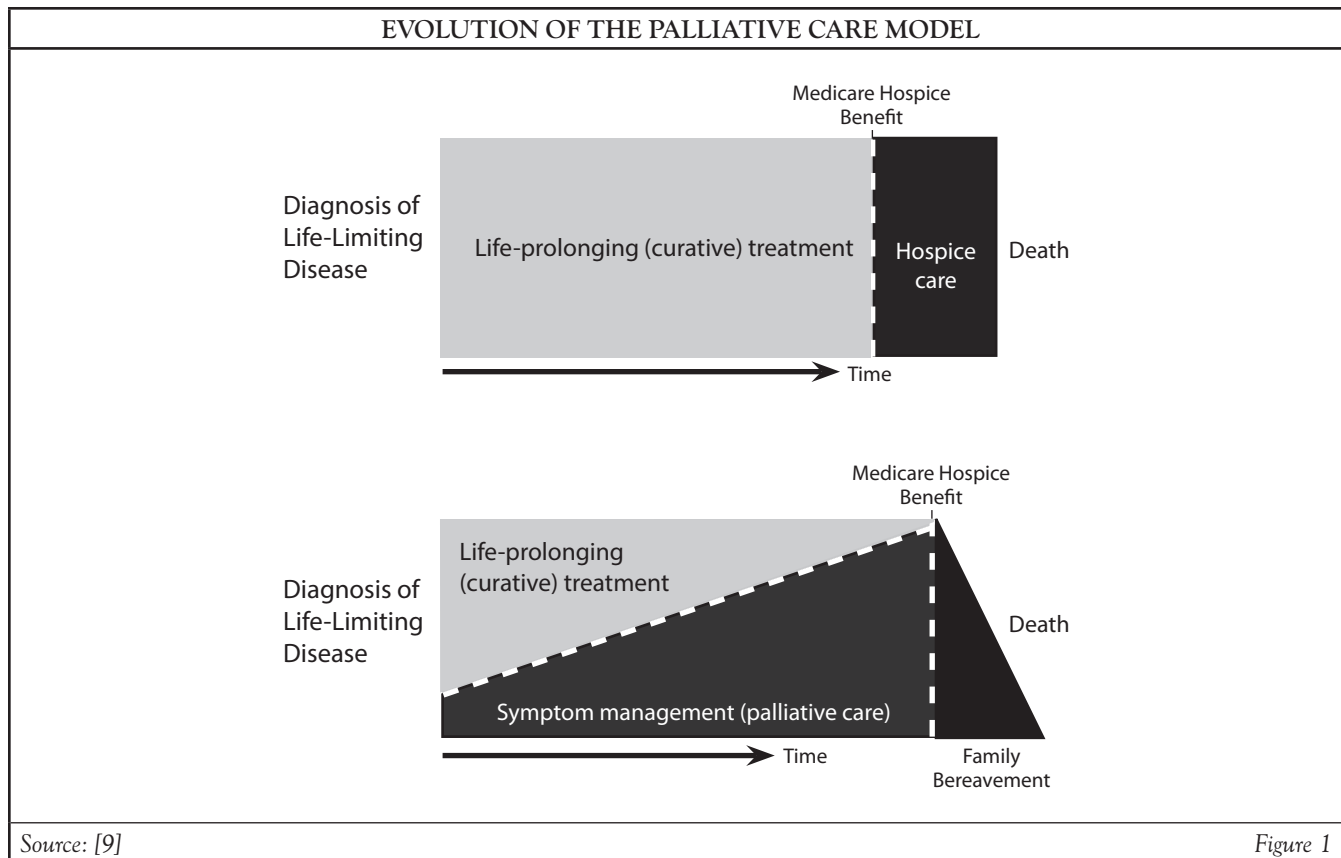 EVOLUTION OF THE PALLIATIVE CARE MODEL
Medicare Hospice
Benefit
Diagnosis of
Life-Limiting
Disease
Life-prolonging (curative) treatment
Hospice
care
Death
Time
Medicare Hospice
Benefit
Life-prolonging
(curative) treatment
Diagnosis of
Life-Limiting
Disease
Death
Symptom management (palliative care)
Time
Family
Bereavement
Source: [9]
Figure 1